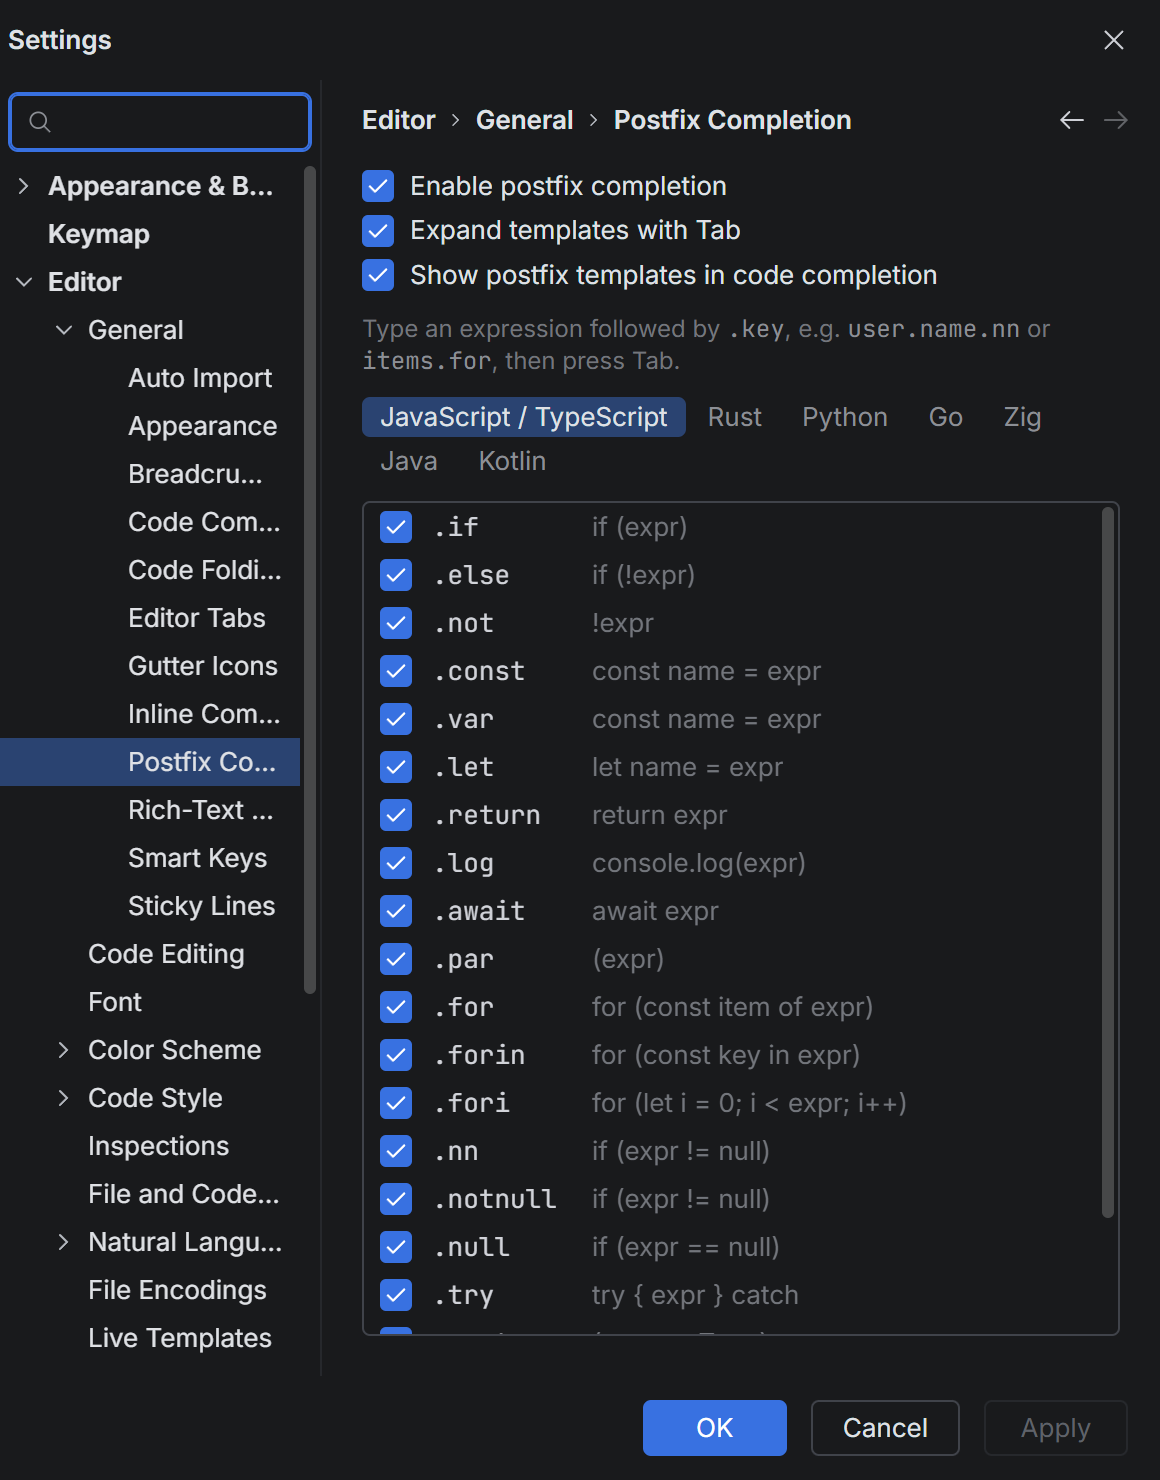 Settings
Appearance & B...
Keymap
Editor
General
Auto Import
Appearance
Breadcru...
Code Com...
Code Foldi...
Editor Tabs
Gutter Icons
Inline Com...
Postfix Co...
Rich-Text ...
Smart Keys
Sticky Lines
Code Editing
Font
Color Scheme
Code Style
Inspections
File and Code...
Natural Langu...
File Encodings
Live Templates
Editor > General > Postfix Completion
Enable postfix completion
Expand templates with Tab
Show postfix templates in code completion
Type an expression followed by .key, e.g. user.name.nn or
items.for, then press Tab.
JavaScript / TypeScript Rust Python Go Zig
Java Kotlin
.if if (expr)
.else if (!expr)
.not !expr
.const const name = expr
.var const name = expr
.let let name = expr
.return return expr
.log console.log(expr)
.await await expr
.par (expr)
.for for (const item of expr)
.forin for (const key in expr)
.fori for (let i = 0; i < expr; i++)
.nn if (expr != null)
.notnull if (expr != null)
.null if (expr == null)
.try try { expr } catch
OK Cancel Apply